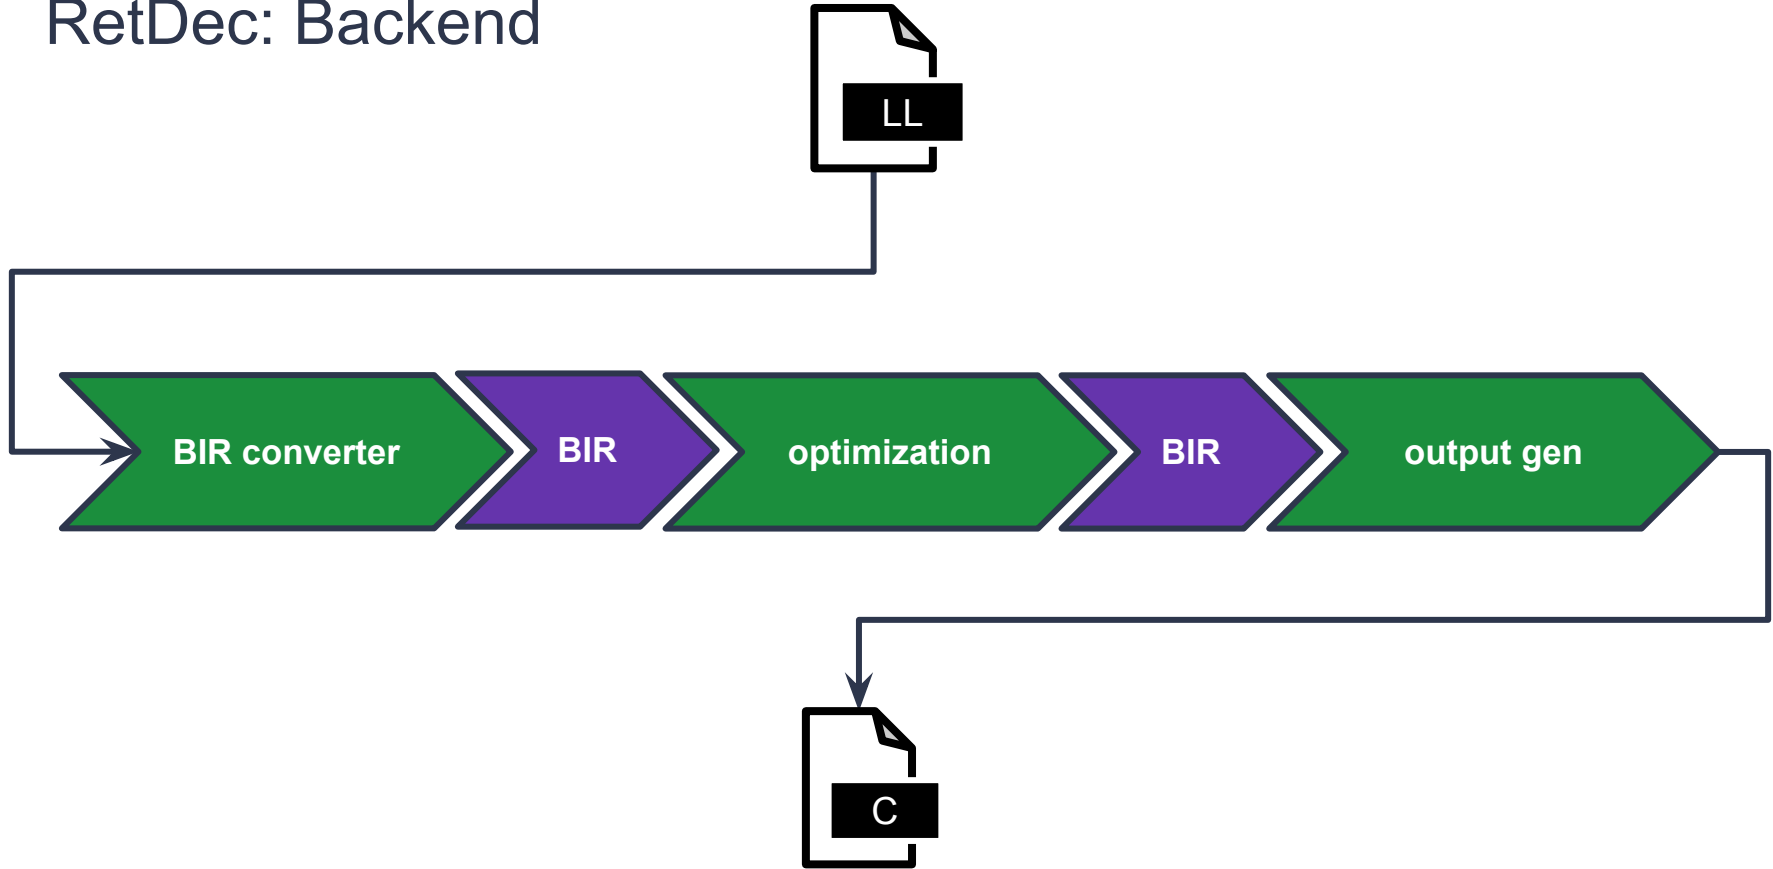 RetDec: Backend
LL
BIR converter
BIR
optimization
BIR
output gen
C